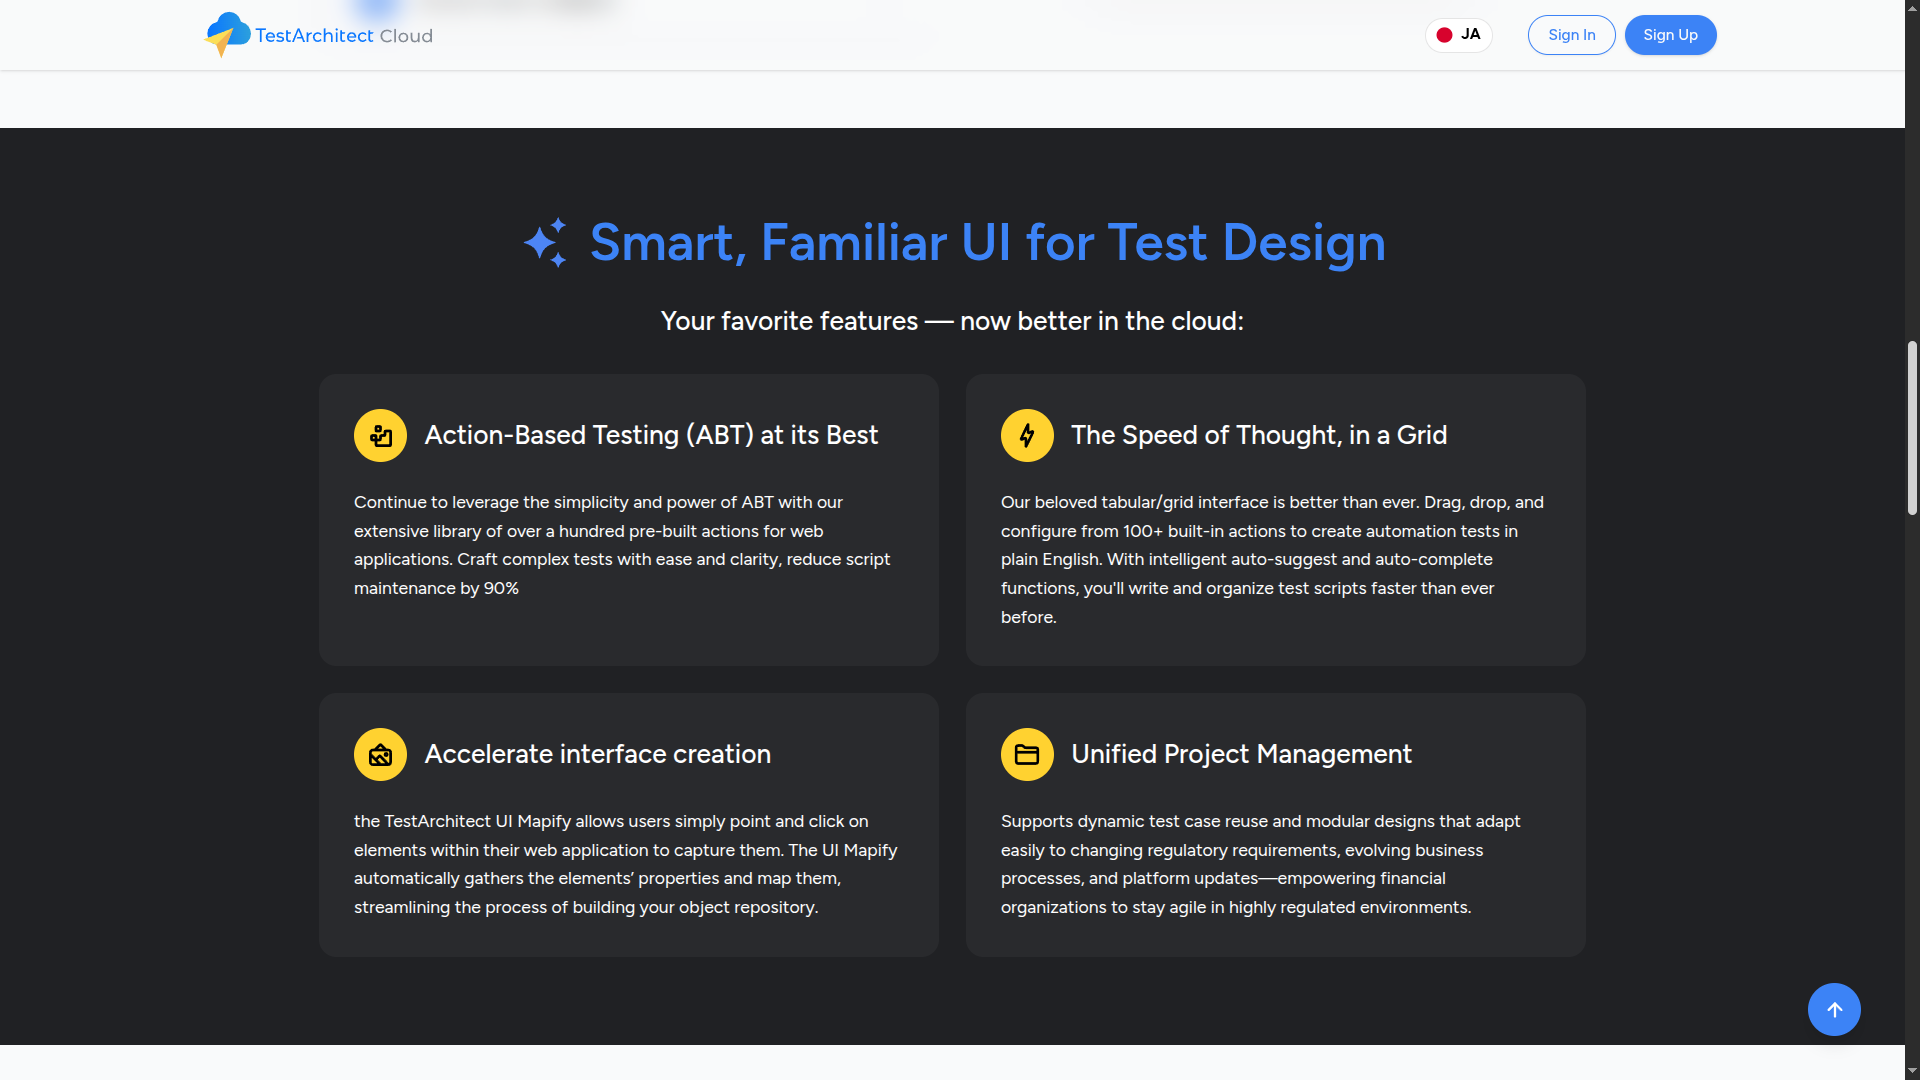 TestArchitect Cloud
JA
Sign In
Sign Up
Smart, Familiar UI for Test Design
Your favorite features — now better in the cloud:
Action-Based Testing (ABT) at its Best
Continue to leverage the simplicity and power of ABT with our
extensive library of over a hundred pre-built actions for web
applications. Craft complex tests with ease and clarity, reduce script
maintenance by 90%
The Speed of Thought, in a Grid
Our beloved tabular/grid interface is better than ever. Drag, drop, and
configure from 100+ built-in actions to create automation tests in
plain English. With intelligent auto-suggest and auto-complete
functions, you'll write and organize test scripts faster than ever
before.
Accelerate interface creation
the TestArchitect UI Mapify allows users simply point and click on
elements within their web application to capture them. The UI Mapify
automatically gathers the elements’ properties and map them,
streamlining the process of building your object repository.
Unified Project Management
Supports dynamic test case reuse and modular designs that adapt
easily to changing regulatory requirements, evolving business
processes, and platform updates—empowering financial
organizations to stay agile in highly regulated environments.